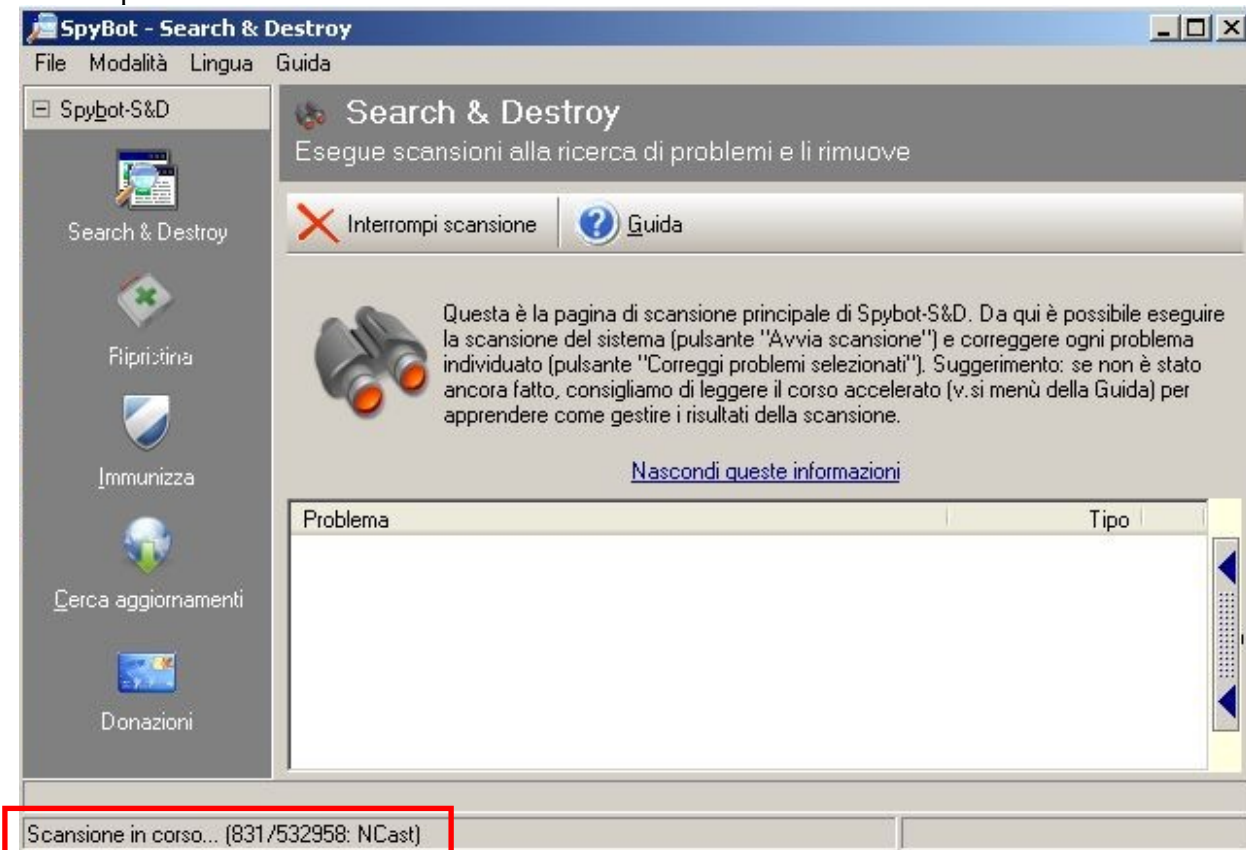 SpyBot - Search & Destroy
File Modalità Lingua Guida
Spybot-S&D
Search & Destroy
Ripristina
Immunizza
Cerca aggiornamenti
Donazioni
Search & Destroy
Esegue scansioni alla ricerca di problemi e li rimuove
Interrompi scansione Guida
Questa è la pagina di scansione principale di Spybot-S&D. Da qui è possibile eseguire
la scansione del sistema (pulsante "Avvia scansione") e correggere ogni problema
individuato (pulsante "Correggi problemi selezionati"). Suggerimento: se non è stato
ancora fatto, consigliamo di leggere il corso accelerato (v.si menù della Guida) per
apprendere come gestire i risultati della scansione.
Nascondi queste informazioni
Problema Tipo
Scansione in corso... (831/532958: NCast)